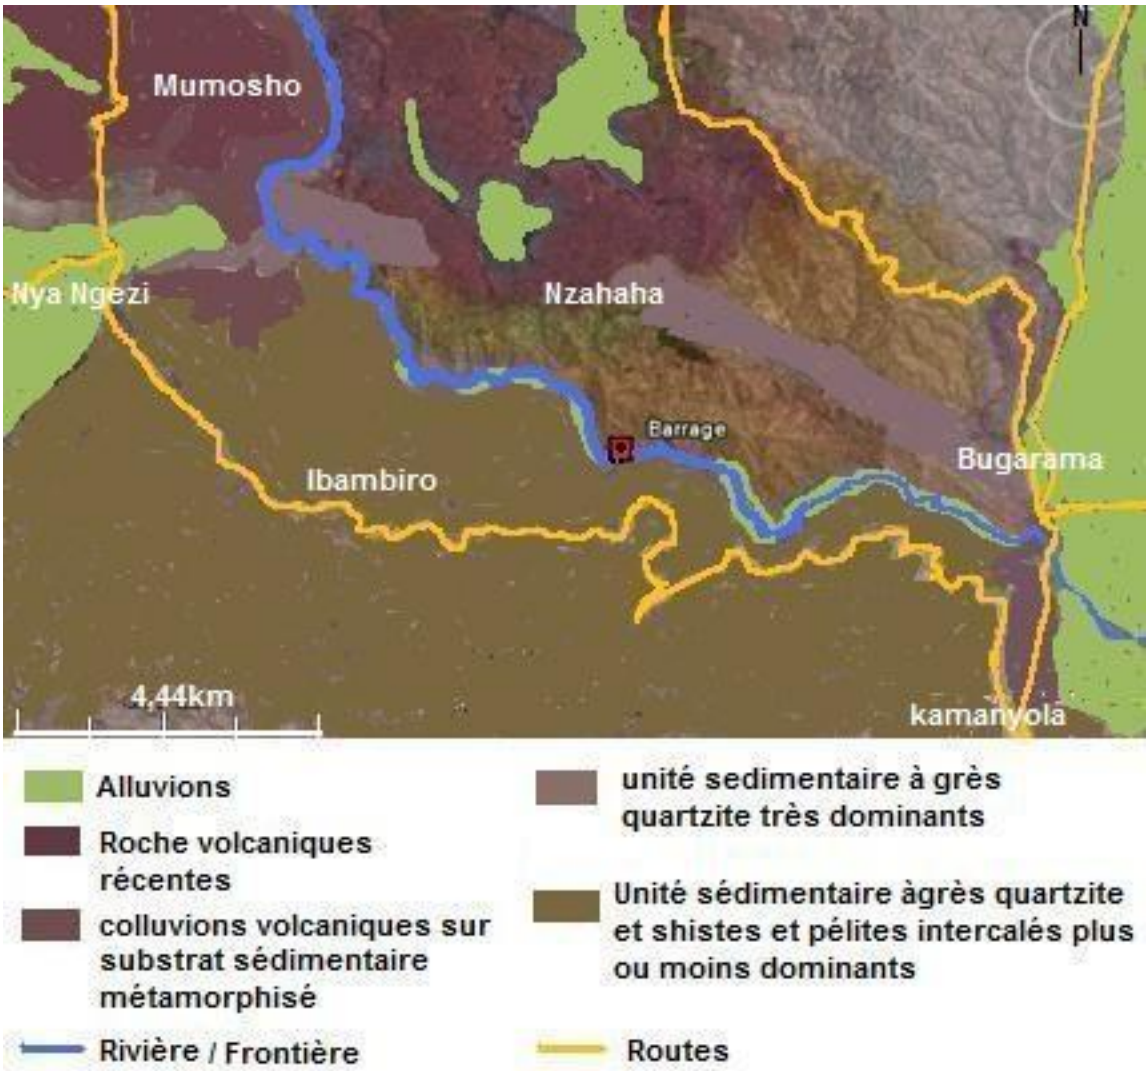 N
Mumosho
Nya Ngezi
Nzahaha
Barrage
Bugarama
Ibambiro
4,44km
kamanyola
Alluvions
Roche volcaniques
récentes
colluvions volcaniques sur
substrat sédimentaire
métamorphisé
Rivière / Frontière
unité sedimentaire à grès
quartzite très dominants
Unité sédimentaire àgrès quartzite
et shistes et pélites intercalés plus
ou moins dominants
Routes